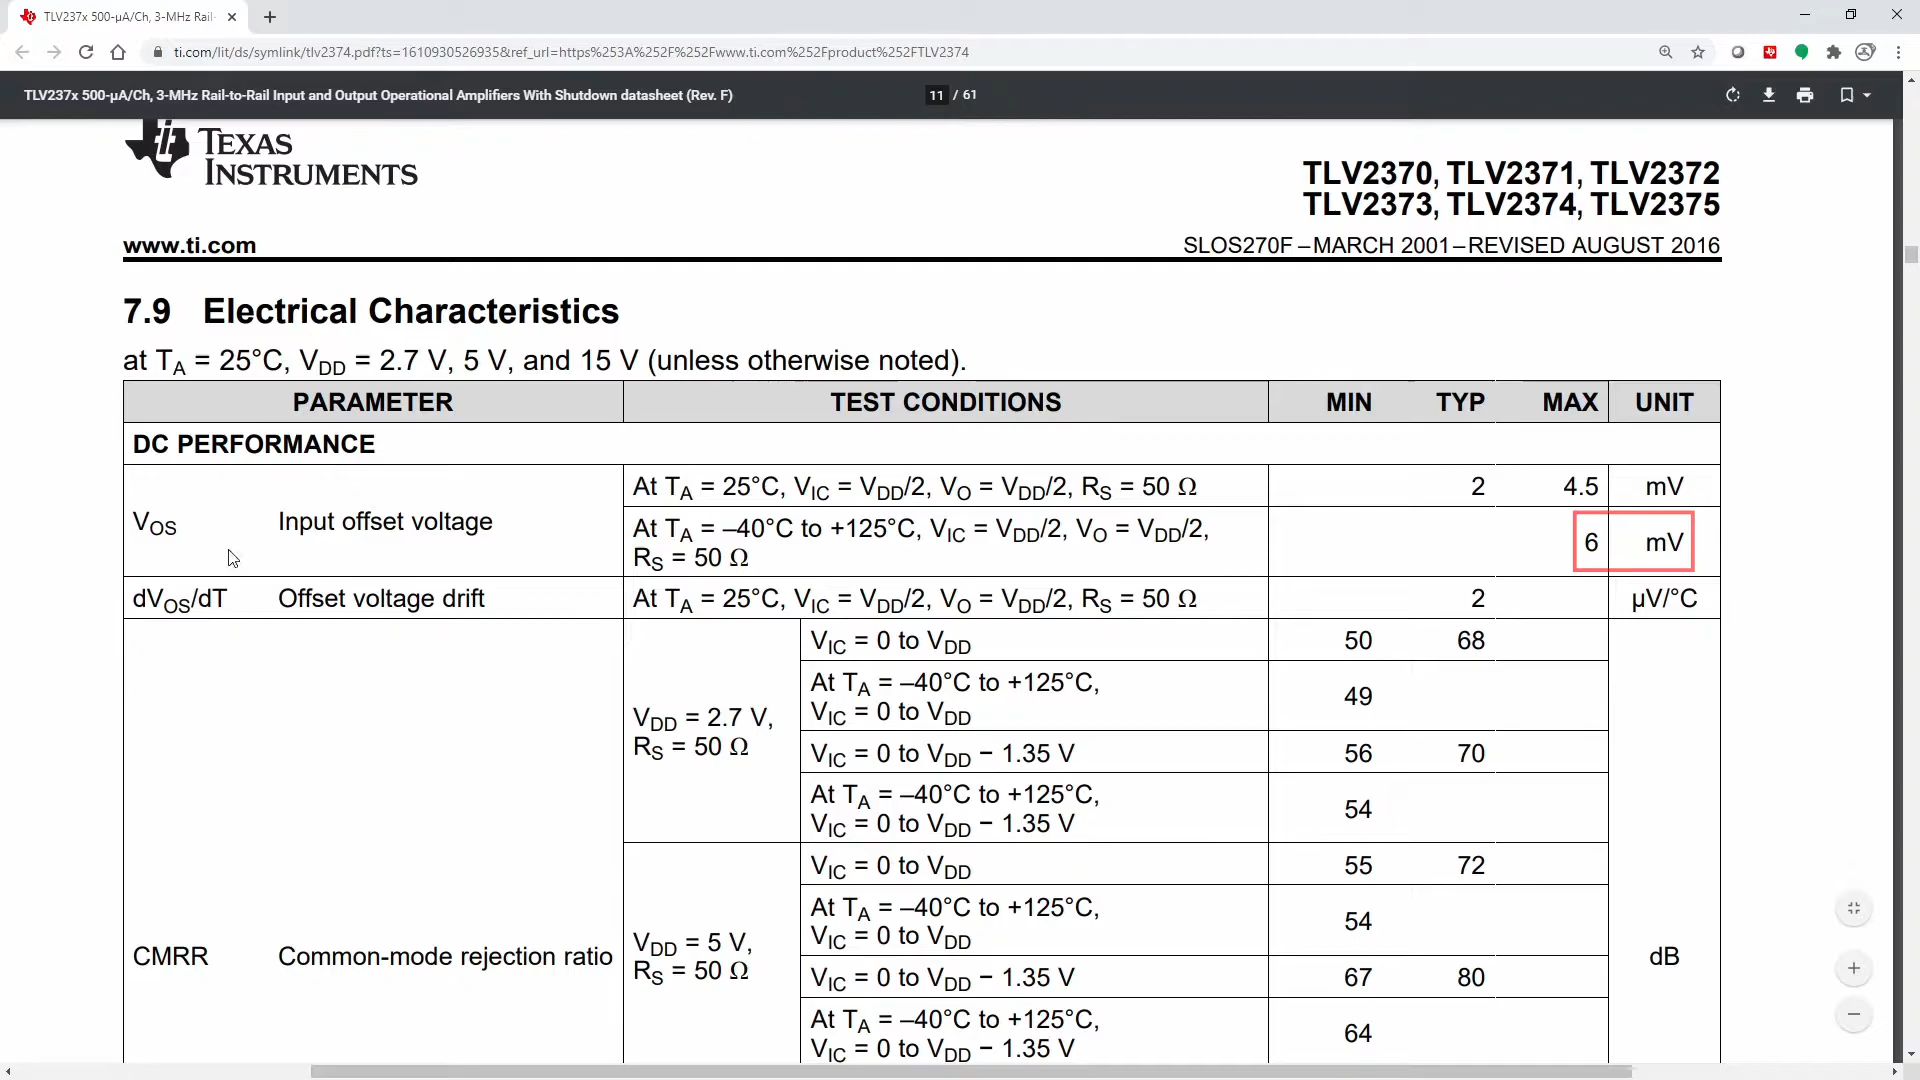 TLV237x 500-µA/Ch, 3-MHz Rail-
ti.com/lit/ds/symlink/tlv2374.pdf?ts=1610930526935&ref_url=https%253A%252F%252Fwww.ti.com%252Fproduct%252FTLV2374
TLV237x 500-µA/Ch, 3-MHz Rail-to-Rail Input and Output Operational Amplifiers With Shutdown datasheet (Rev. F) 11 / 61
TEXAS
INSTRUMENTS
TLV2370, TLV2371, TLV2372
TLV2373, TLV2374, TLV2375
www.ti.com SLOS270F –MARCH 2001–REVISED AUGUST 2016
7.9 Electrical Characteristics
at TA = 25°C, VDD = 2.7 V, 5 V, and 15 V (unless otherwise noted).
PARAMETER TEST CONDITIONS MIN TYP MAX UNIT
DC PERFORMANCE
VOS Input offset voltage At TA = 25°C, VIC = VDD/2, VO = VDD/2, RS = 50 Ω 2 4.5 mV
At TA = –40°C to +125°C, VIC = VDD/2, VO = VDD/2,
RS = 50 Ω 6 mV
dVOS/dT Offset voltage drift At TA = 25°C, VIC = VDD/2, VO = VDD/2, RS = 50 Ω 2 µV/°C
CMRR Common-mode rejection ratio dB
VDD = 2.7 V,
RS = 50 Ω
VIC = 0 to VDD 50 68
At TA = –40°C to +125°C,
VIC = 0 to VDD 49
VIC = 0 to VDD − 1.35 V 56 70
At TA = –40°C to +125°C,
VIC = 0 to VDD − 1.35 V 54
VDD = 5 V,
RS = 50 Ω
VIC = 0 to VDD 55 72
At TA = –40°C to +125°C,
VIC = 0 to VDD 54
VIC = 0 to VDD − 1.35 V 67 80
At TA = –40°C to +125°C,
VIC = 0 to VDD − 1.35 V 64